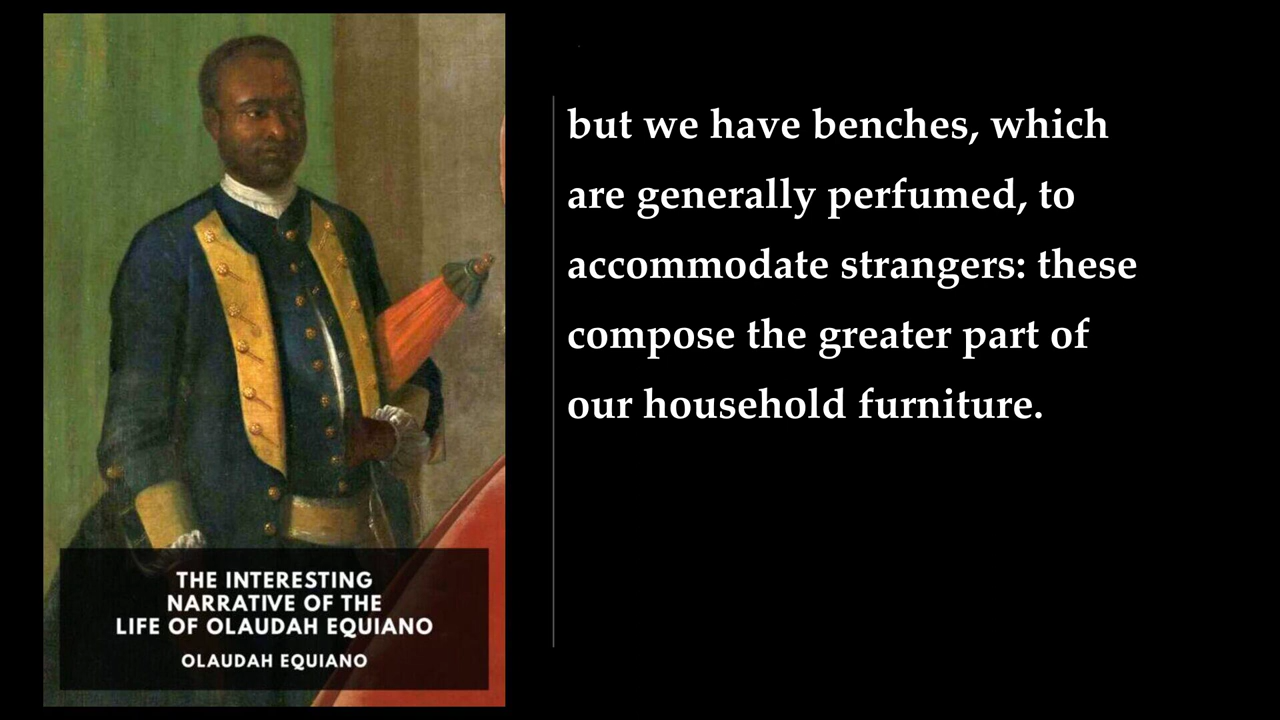 but we have benches, which
are generally perfumed, to
accommodate strangers: these
compose the greater part of
our household furniture.
THE INTERESTING
NARRATIVE OF THE
LIFE OF OLAUDAH EQUIANO
OLAUDAH EQUIANO